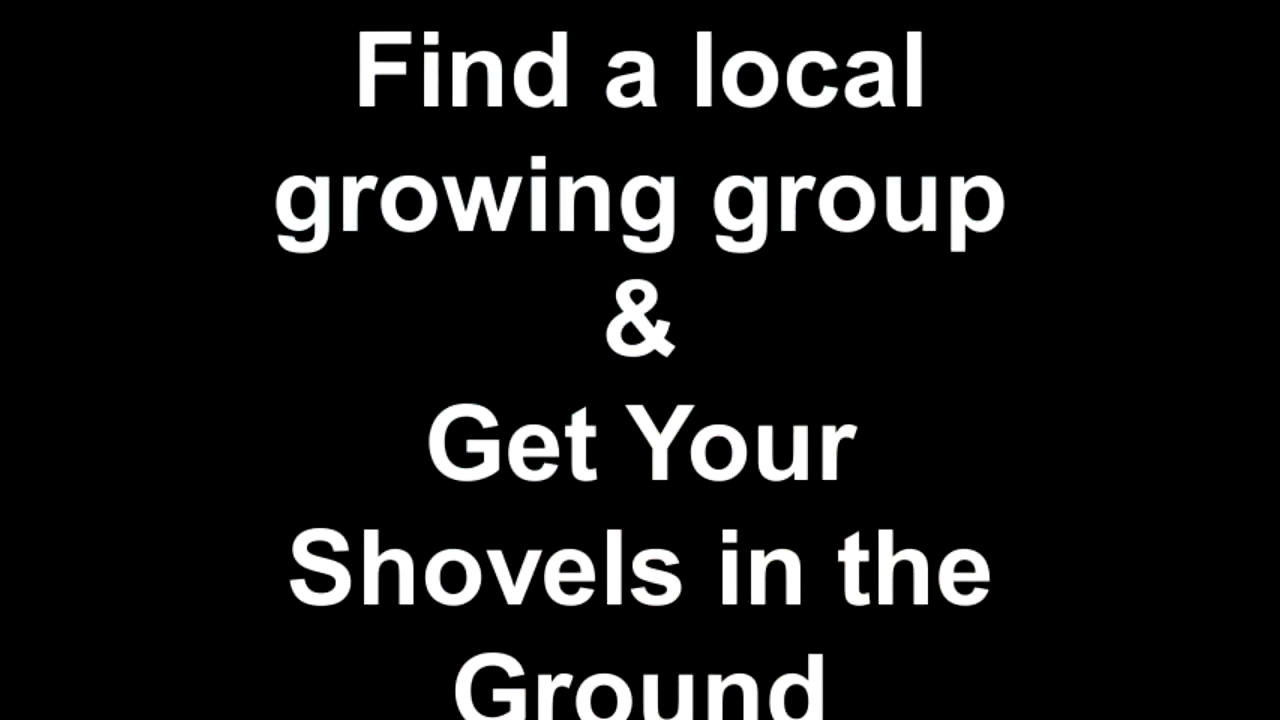 Find a local
growing group
&
Get Your
Shovels in the
Ground